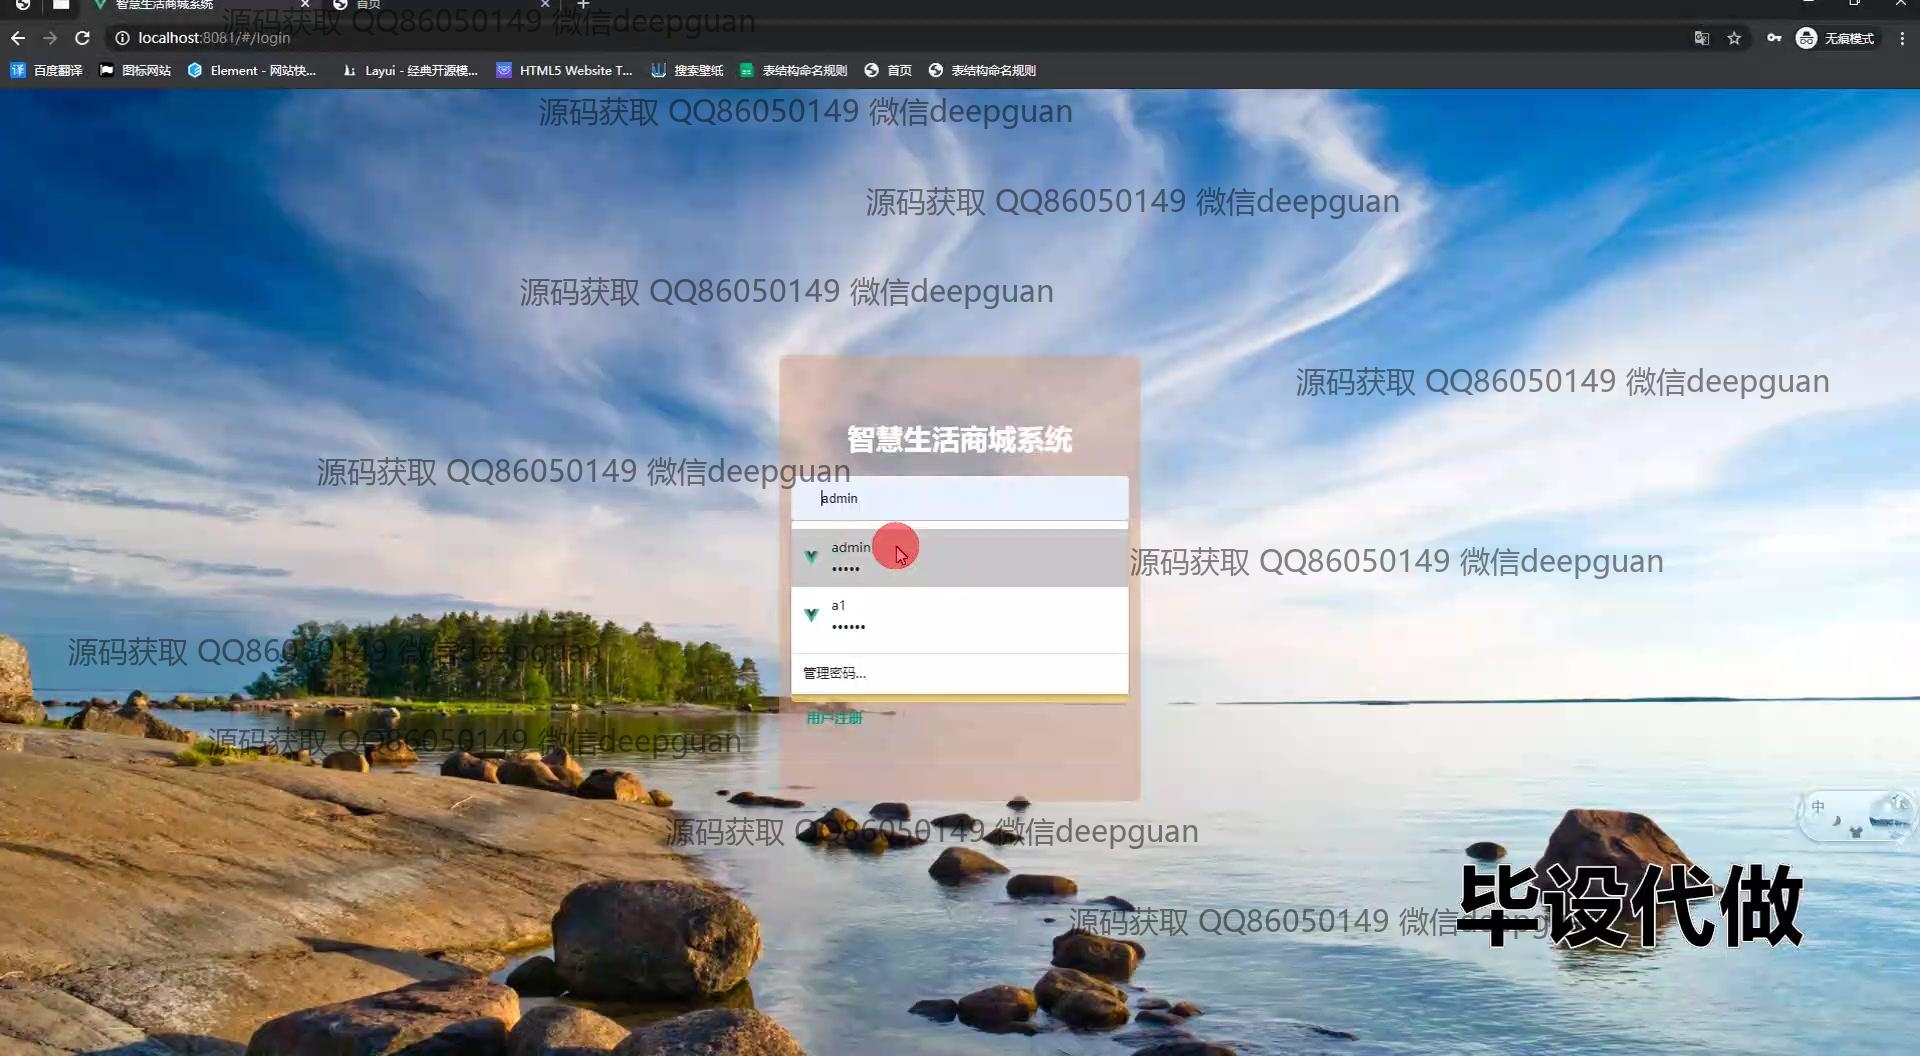 智慧生活商城系统
首页
源码获取 QQ86050149 微信deepguan
localhost:8081/#/login
无痕模式
百度翻译
图标网站
Element - 网站快...
Layui - 经典开源模...
HTML5 Website T...
搜索壁纸
表结构命名规则
首页
表结构命名规则
源码获取 QQ86050149 微信deepguan
源码获取 QQ86050149 微信deepguan
源码获取 QQ86050149 微信deepguan
源码获取 QQ86050149 微信deepguan
智慧生活商城系统
源码获取 QQ86050149 微信deepguan
admin
admin
•••••
源码获取 QQ86050149 微信deepguan
a1
••••••
源码获取 QQ86050149 微信deepguan
管理密码...
用户注册
源码获取 QQ86050149 微信deepguan
中
源码获取 QQ86050149 微信deepguan
毕设代做
源码获取 QQ86050149 微信